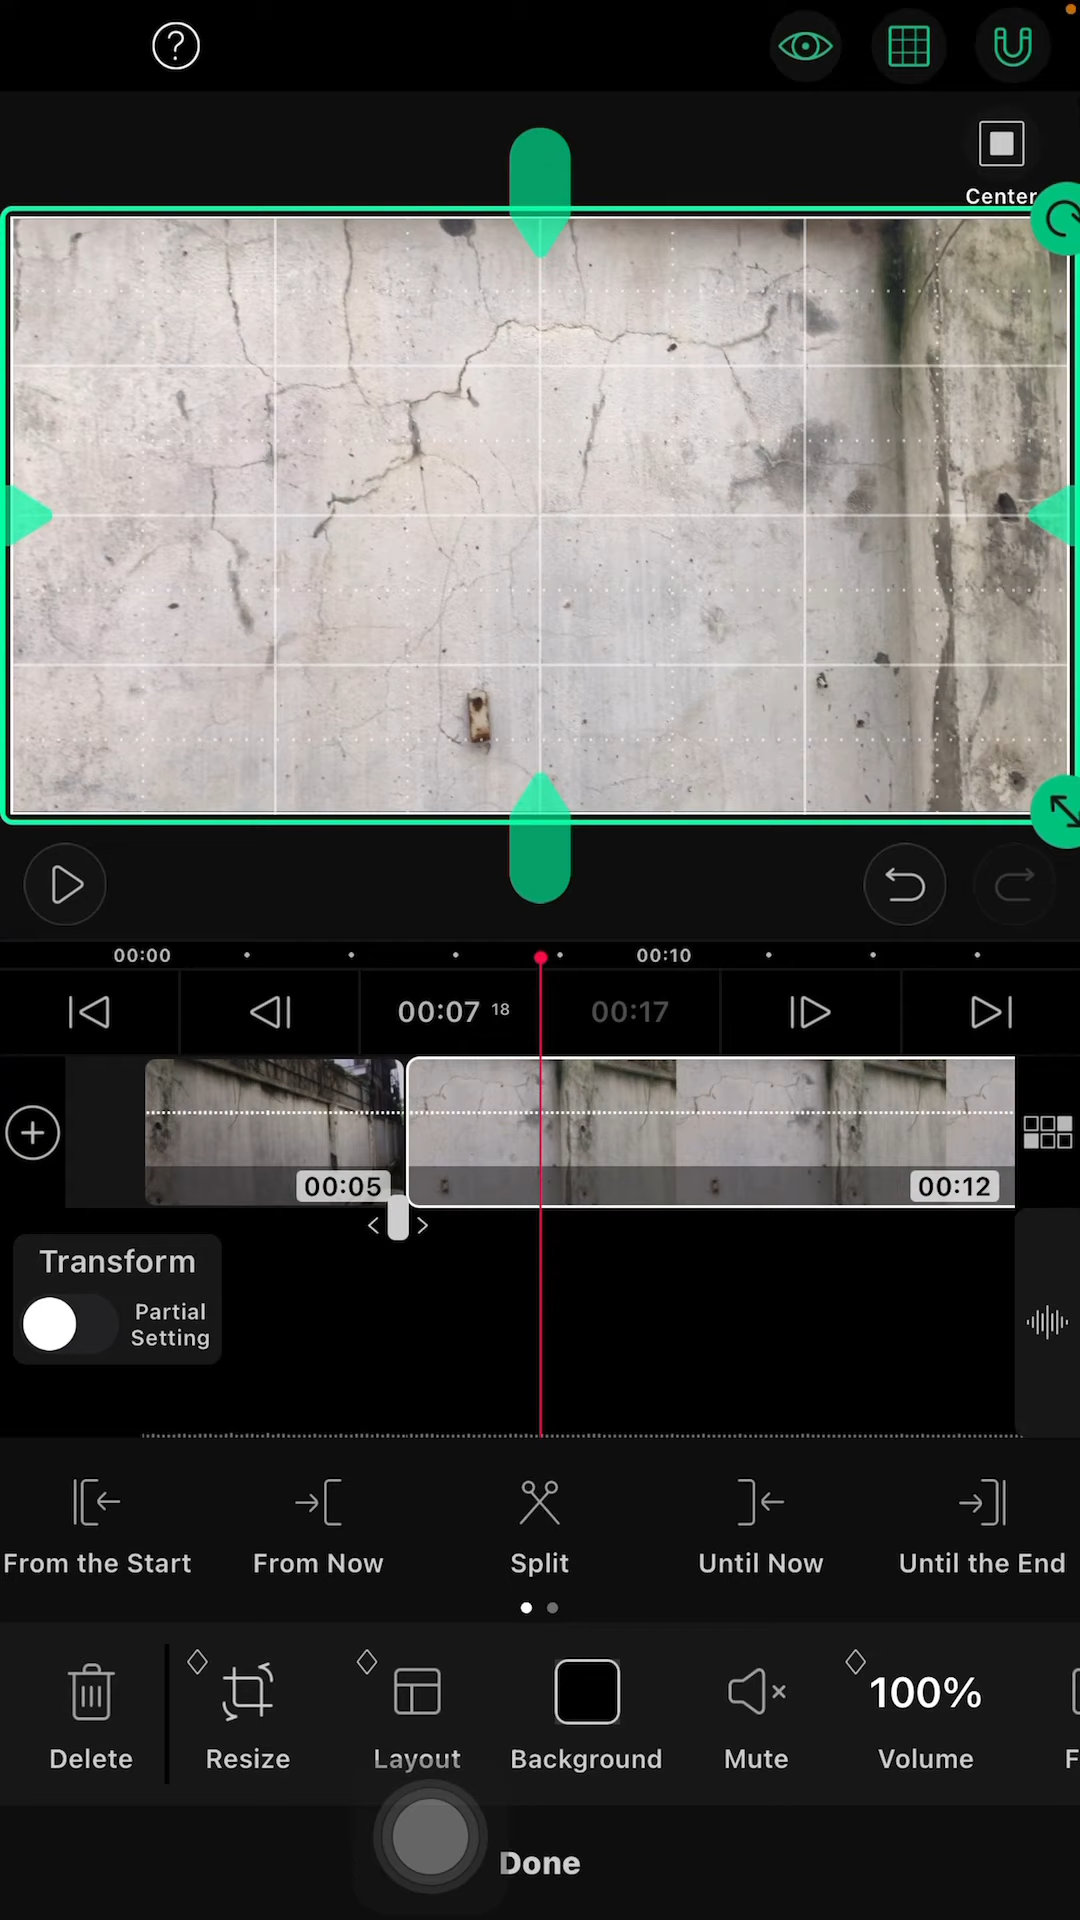 ?
Center
00:00
00:10
00:07 18
00:17
00:05
00:12
Transform
Partial
Setting
From the Start
From Now
Split
Until Now
Until the End
Delete
Resize
Layout
Background
Mute
100%
Volume
F
Done